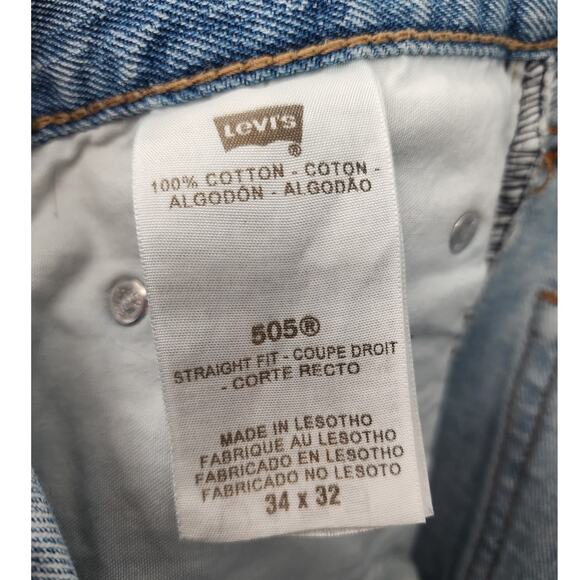 Levi's
®
100% COTTON - COTON -
ALGODÓN - ALGODÃO
505®
STRAIGHT FIT - COUPE DROIT
- CORTE RECTO
MADE IN LESOTHO
FABRIQUE AU LESOTHO
FABRICADO EN LESOTHO
FABRICADO NO LESOTO
34 x 32